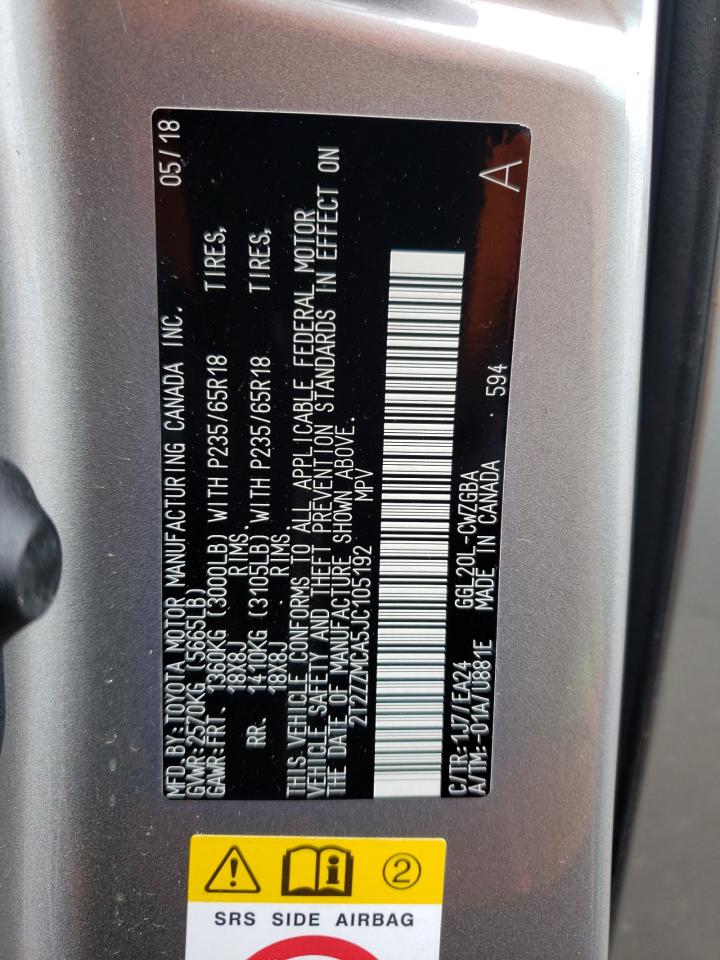 MFD.BY:TOYOTA MOTOR MANUFACTURING CANADA INC. 05/18
GVWR:2570KG (5665LB)
GAWR:FRT. 1360KG (3000LB) WITH P235/65R18 TIRES,
18X8J RIMS.
RR. 1410KG (3105LB) WITH P235/65R18 TIRES,
18X8J RIMS.
THIS VEHICLE CONFORMS TO ALL APPLICABLE FEDERAL MOTOR
VEHICLE SAFETY AND THEFT PREVENTION STANDARDS IN EFFECT ON
THE DATE OF MANUFACTURE SHOWN ABOVE.
2T2ZZMCA5JC105192 MPV
C/TR:1J7/EA24 GGL20L-CWZGBA
A/TM:-01A/U881E MADE IN CANADA 594
A
2
SRS SIDE AIRBAG